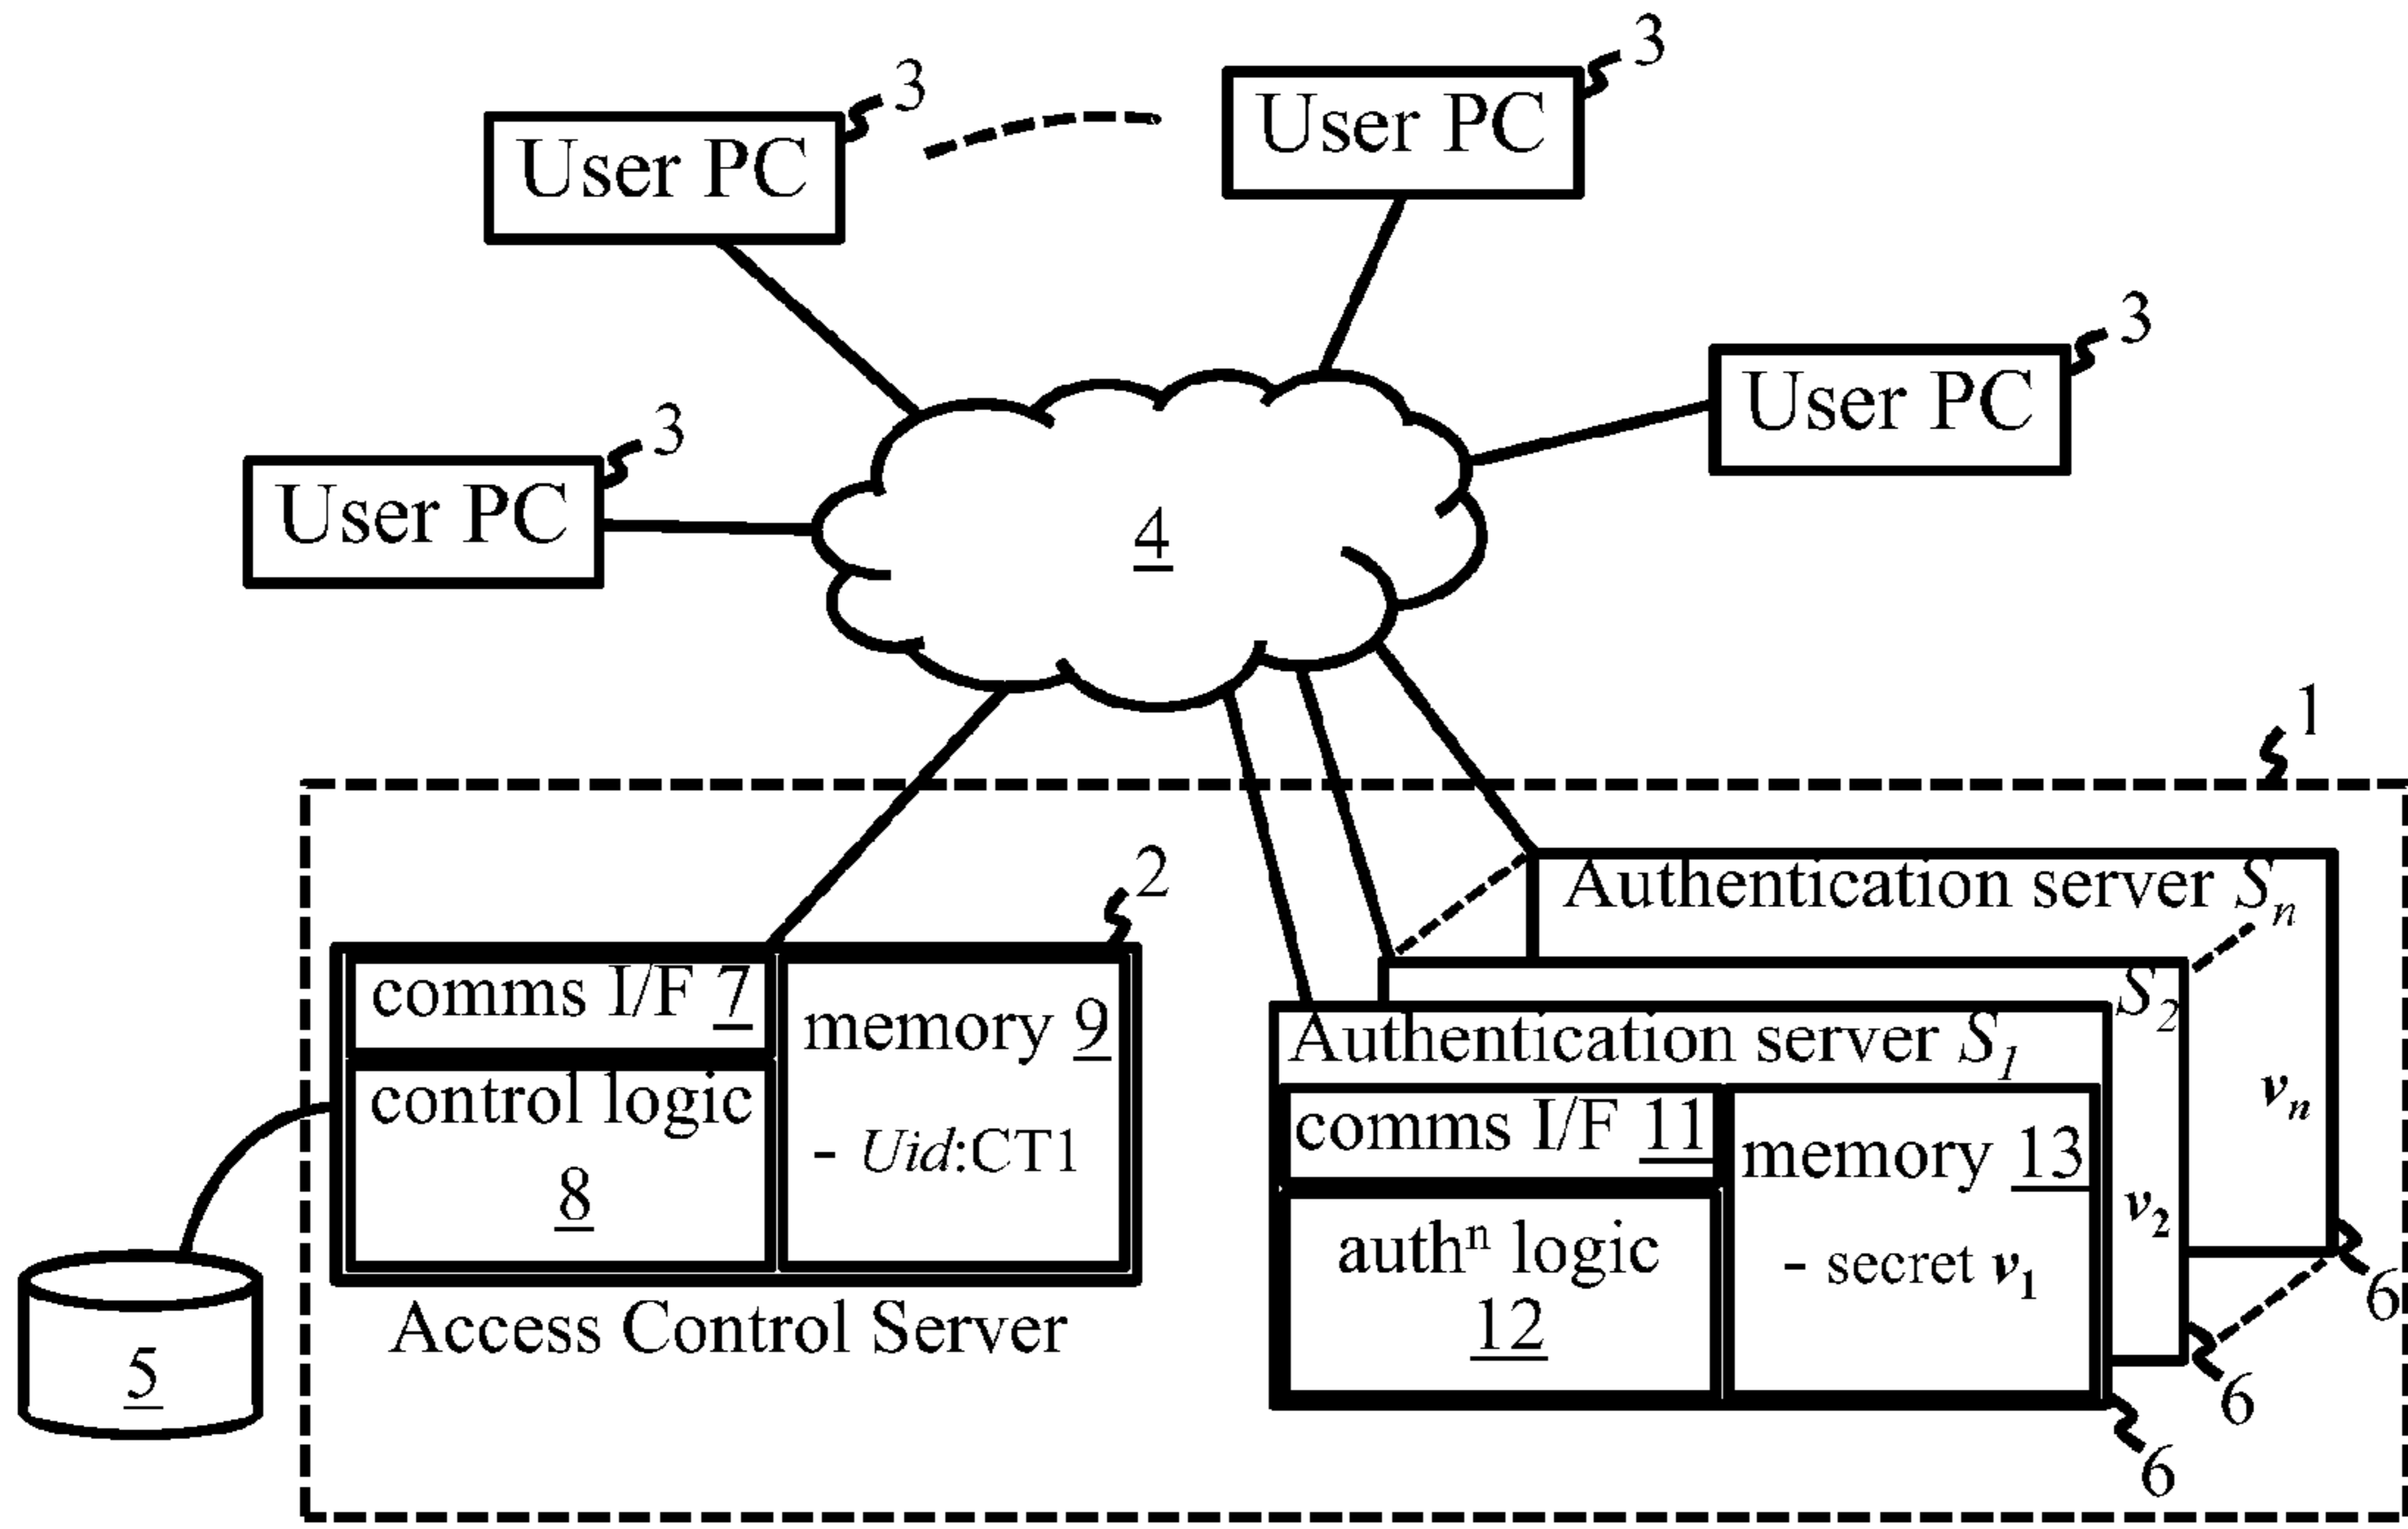 3
User PC
3
User PC
3
User PC
3
User PC
4
1
2
comms I/F 7
control logic
8
memory 9
- Uid:CT1
Access Control Server
5
Authentication server Sn
vn
6
S2
v2
6
Authentication server S1
comms I/F 11
authⁿ logic
12
memory 13
- secret v1
6